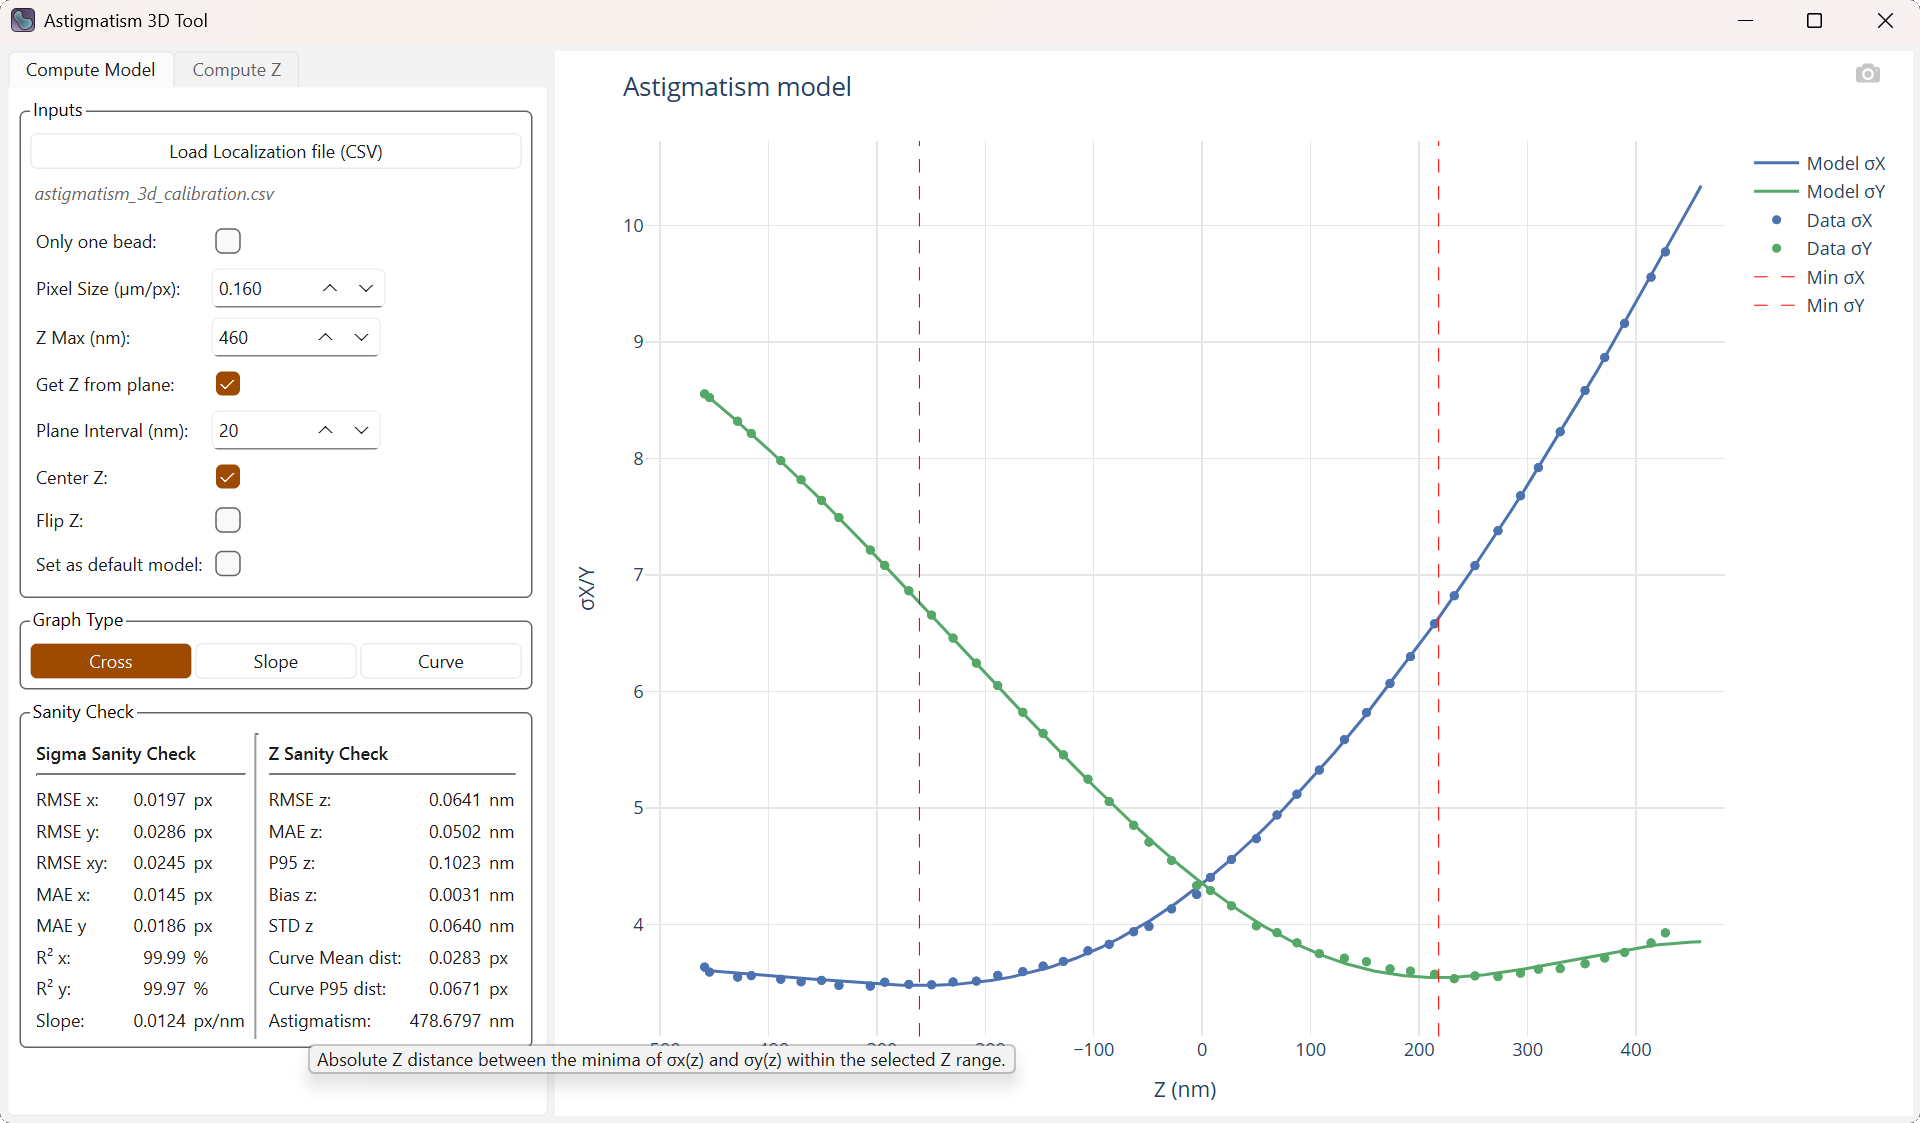 Astigmatism 3D Tool
Compute Model
Compute Z
Inputs
Load Localization file (CSV)
astigmatism_3d_calibration.csv
Only one bead:
Pixel Size (µm/px): 0.160
Z Max (nm): 460
Get Z from plane:
Plane Interval (nm): 20
Center Z:
Flip Z:
Set as default model:
Graph Type
Cross
Slope
Curve
Sanity Check
Sigma Sanity Check
RMSE x: 0.0197 px
RMSE y: 0.0286 px
RMSE xy: 0.0245 px
MAE x: 0.0145 px
MAE y 0.0186 px
R² x: 99.99 %
R² y: 99.97 %
Slope: 0.0124 px/nm
Z Sanity Check
RMSE z: 0.0641 nm
MAE z: 0.0502 nm
P95 z: 0.1023 nm
Bias z: 0.0031 nm
STD z 0.0640 nm
Curve Mean dist: 0.0283 px
Curve P95 dist: 0.0671 px
Astigmatism: 478.6797 nm
Absolute Z distance between the minima of σx(z) and σy(z) within the selected Z range.
Astigmatism model
σX/Y
10
9
8
7
6
5
4
−100
0
100
200
300
400
Z (nm)
Model σX
Model σY
Data σX
Data σY
Min σX
Min σY